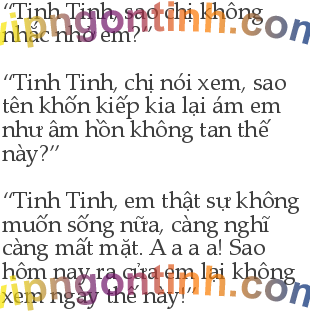 “Tinh Tinh, sao chị không
nhắc nhở em?”
“Tinh Tinh, chị nói xem, sao
tên khốn kiếp kia lại ám em
như âm hồn không tan thế
này?”
“Tinh Tinh, em thật sự không
muốn sống nữa, càng nghĩ
càng mất mặt. A a a a! Sao
hôm nay ra cửa em lại không
xem ngày thế này!”
vipngontinh.com
vipngontinh.com